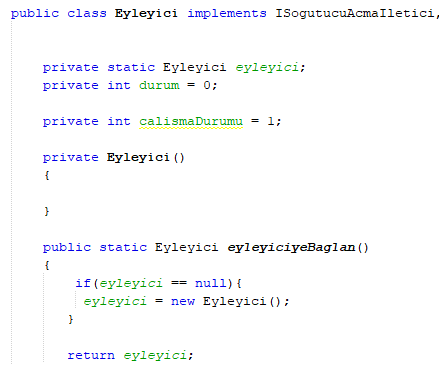 public class Eyleyici implements ISogutucuAcmaIletici,
private static Eyleyici eyleyici;
private int durum = 0;
private int calismaDurumu = 1;
private Eyleyici()
{
}
public static Eyleyici eyleyiciyeBaglan()
{
if(eyleyici == null){
eyleyici = new Eyleyici();
}
return eyleyici;